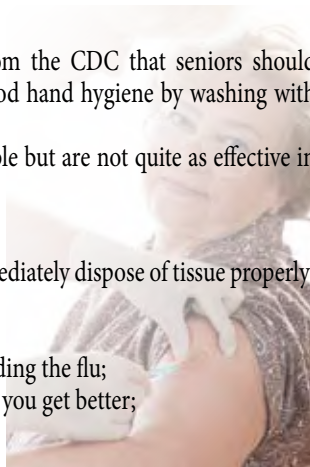 om the CDC that seniors should
od hand hygiene by washing with
ole but are not quite as effective in
nediately dispose of tissue properly
ding the flu;
you get better;